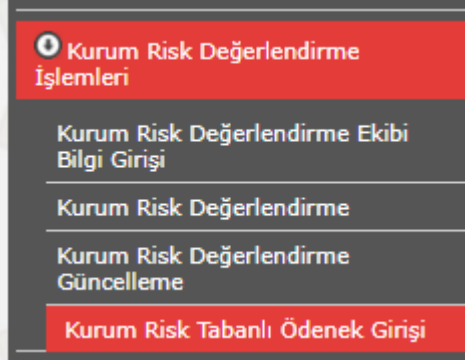 Kurum Risk Değerlendirme
İşlemleri
Kurum Risk Değerlendirme Ekibi
Bilgi Girişi
Kurum Risk Değerlendirme
Kurum Risk Değerlendirme
Güncelleme
Kurum Risk Tabanlı Ödenek Girişi